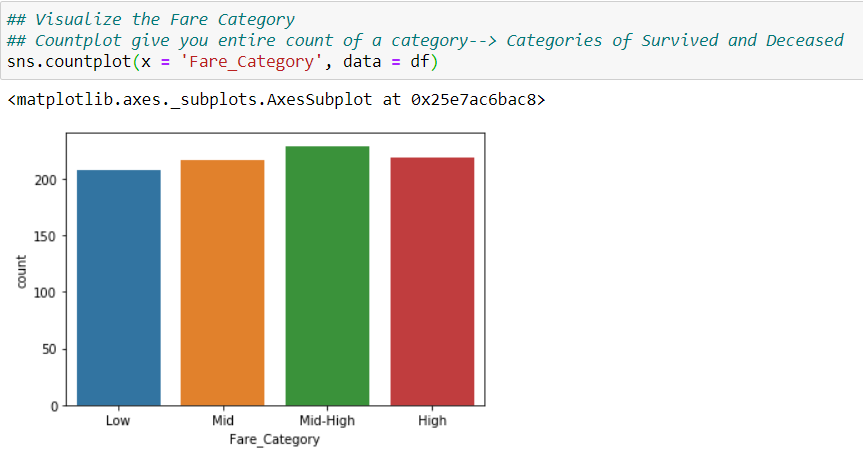 ## Visualize the Fare Category
## Countplot give you entire count of a category--> Categories of Survived and Deceased
sns.countplot(x = 'Fare_Category', data = df)
<matplotlib.axes._subplots.AxesSubplot at 0x25e7ac6bac8>
200
150
100
50
0
count
Low Mid Mid-High High
Fare_Category